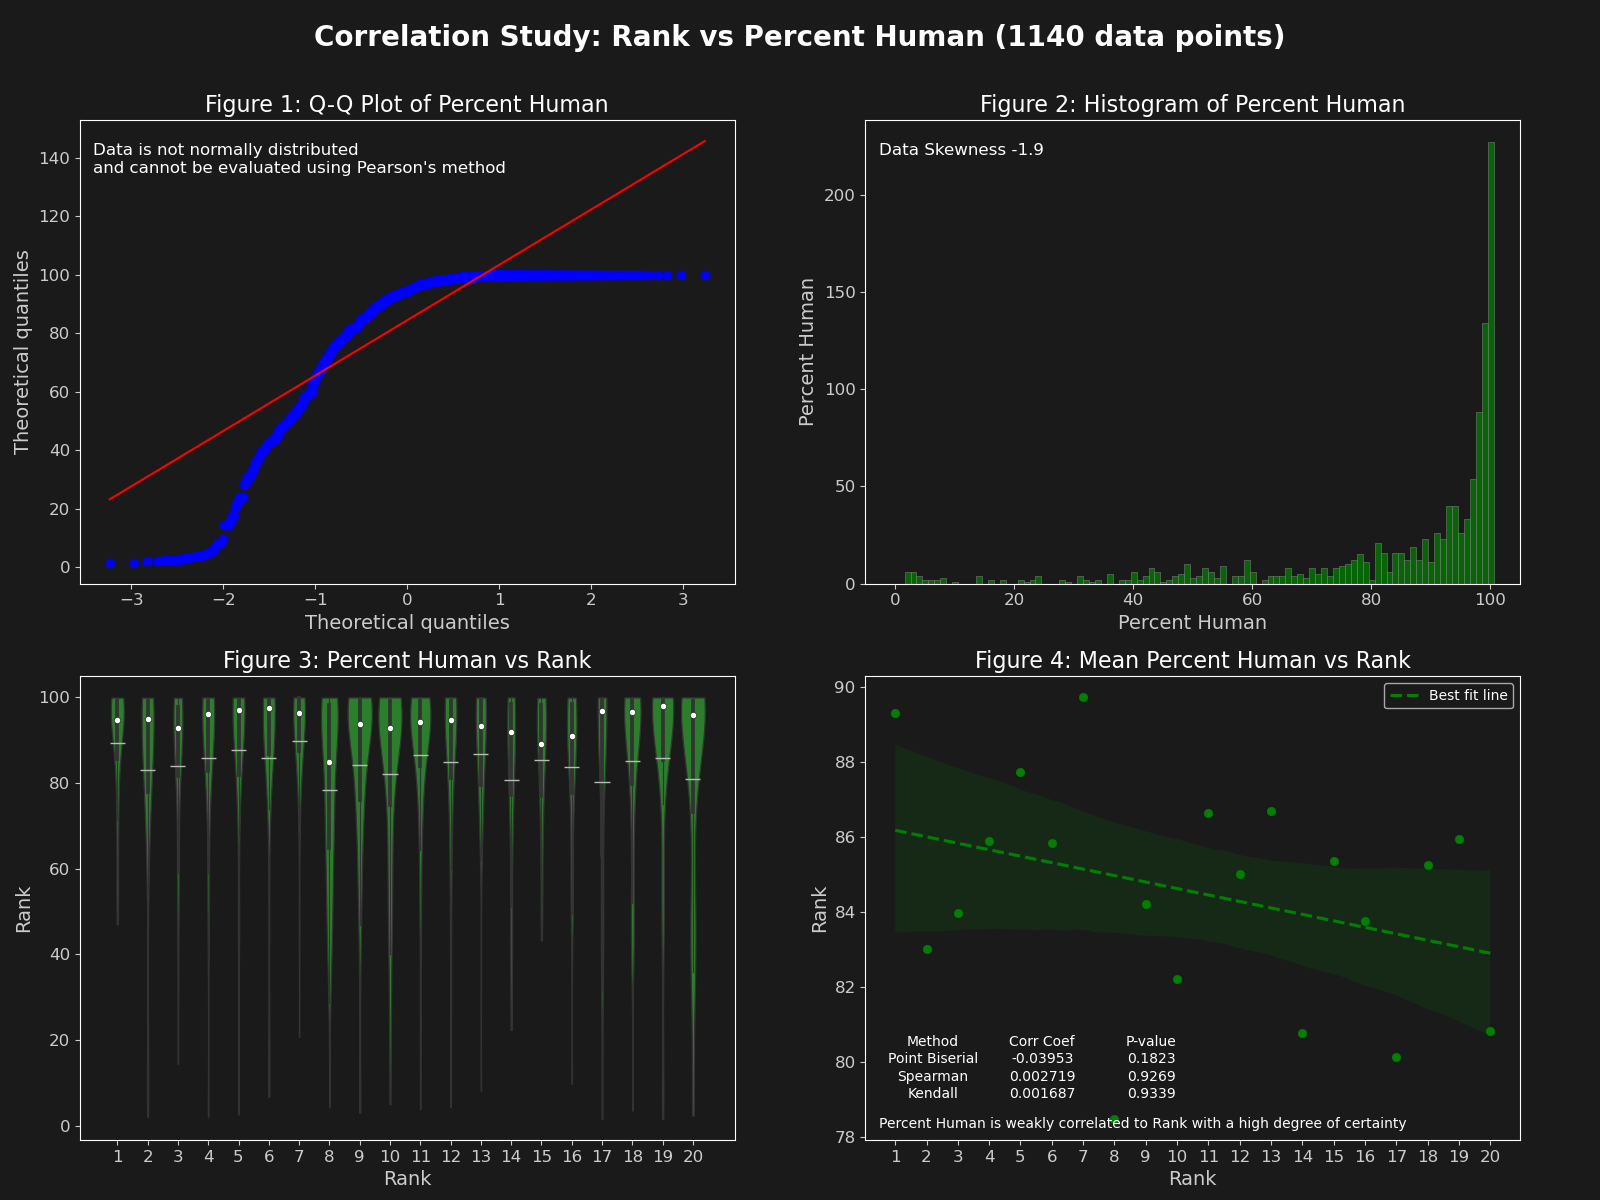 Correlation Study: Rank vs Percent Human (1140 data points)
Figure 1: Q-Q Plot of Percent Human
Data is not normally distributed
and cannot be evaluated using Pearson's method
Theoretical quantiles
140
120
100
80
60
40
20
0
−3 −2 −1 0 1 2 3
Theoretical quantiles
Figure 2: Histogram of Percent Human
Data Skewness -1.9
Percent Human
200
150
100
50
0
0 20 40 60 80 100
Percent Human
Figure 3: Percent Human vs Rank
Rank
100
80
60
40
20
0
1 2 3 4 5 6 7 8 9 10 11 12 13 14 15 16 17 18 19 20
Rank
Figure 4: Mean Percent Human vs Rank
Best fit line
Rank
90
88
86
84
82
80
78
Method Corr Coef P-value
Point Biserial -0.03953 0.1823
Spearman 0.002719 0.9269
Kendall 0.001687 0.9339
Percent Human is weakly correlated to Rank with a high degree of certainty
1 2 3 4 5 6 7 8 9 10 11 12 13 14 15 16 17 18 19 20
Rank